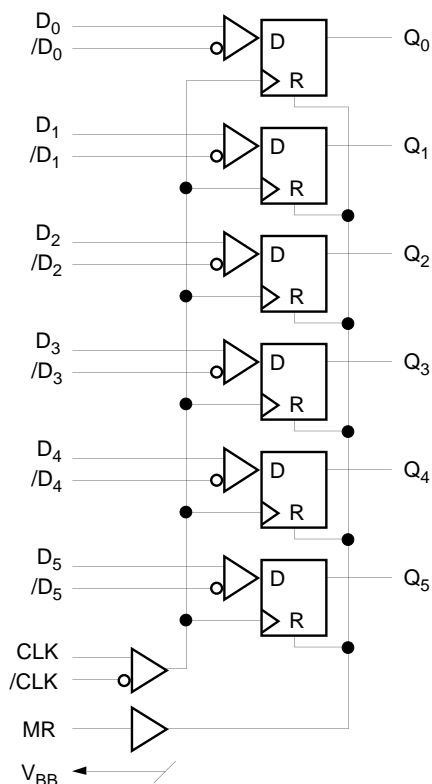 D0
/D0
D
R
Q0
D1
/D1
D
R
Q1
D2
/D2
D
R
Q2
D3
/D3
D
R
Q3
D4
/D4
D
R
Q4
D5
/D5
D
R
Q5
CLK
/CLK
MR
VBB